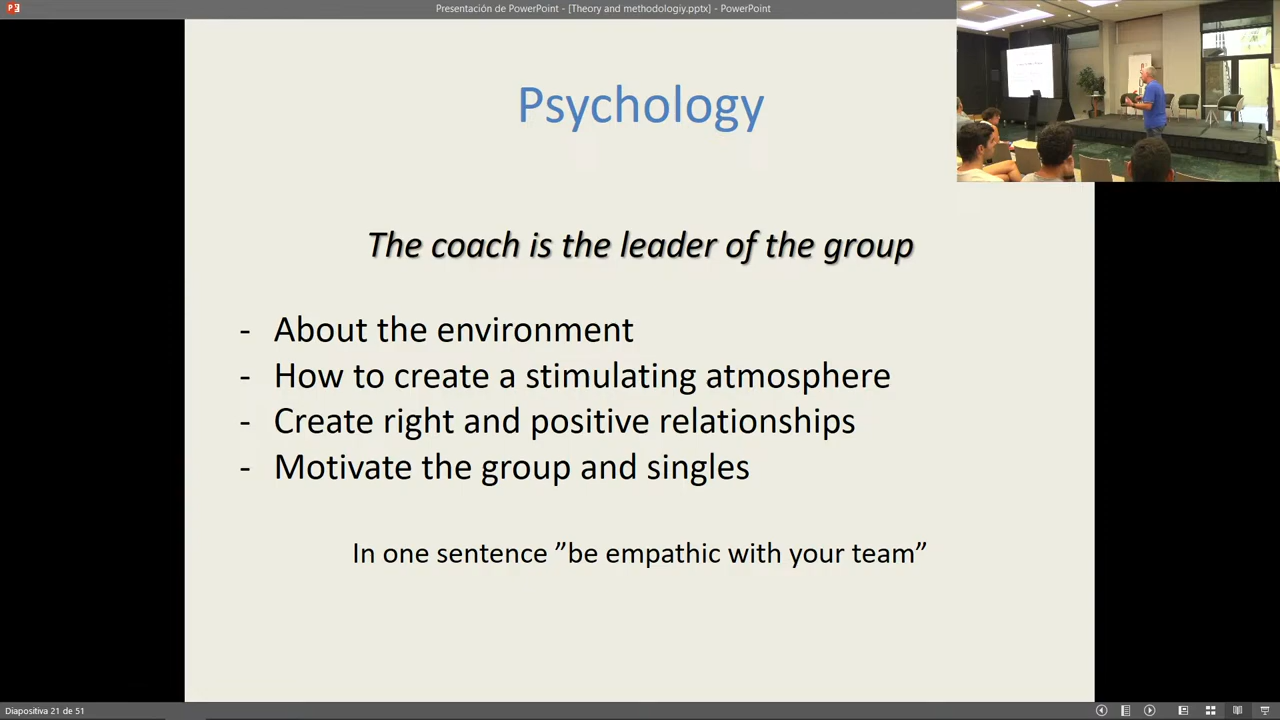 Presentación de PowerPoint - [Theory and methodologiy.pptx] - PowerPoint
Psychology
The coach is the leader of the group
- About the environment
- How to create a stimulating atmosphere
- Create right and positive relationships
- Motivate the group and singles
In one sentence ”be empathic with your team”
Diapositiva 21 de 51